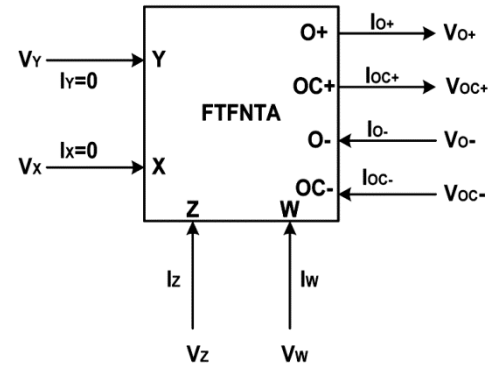 O+ IO+ VO+
VY Y
IY=0
OC+ IOC+ VOC+
FTFNTA
O- IO- VO-
VX IX=0 X
OC- IOC- VOC-
Z W
IZ IW
VZ VW